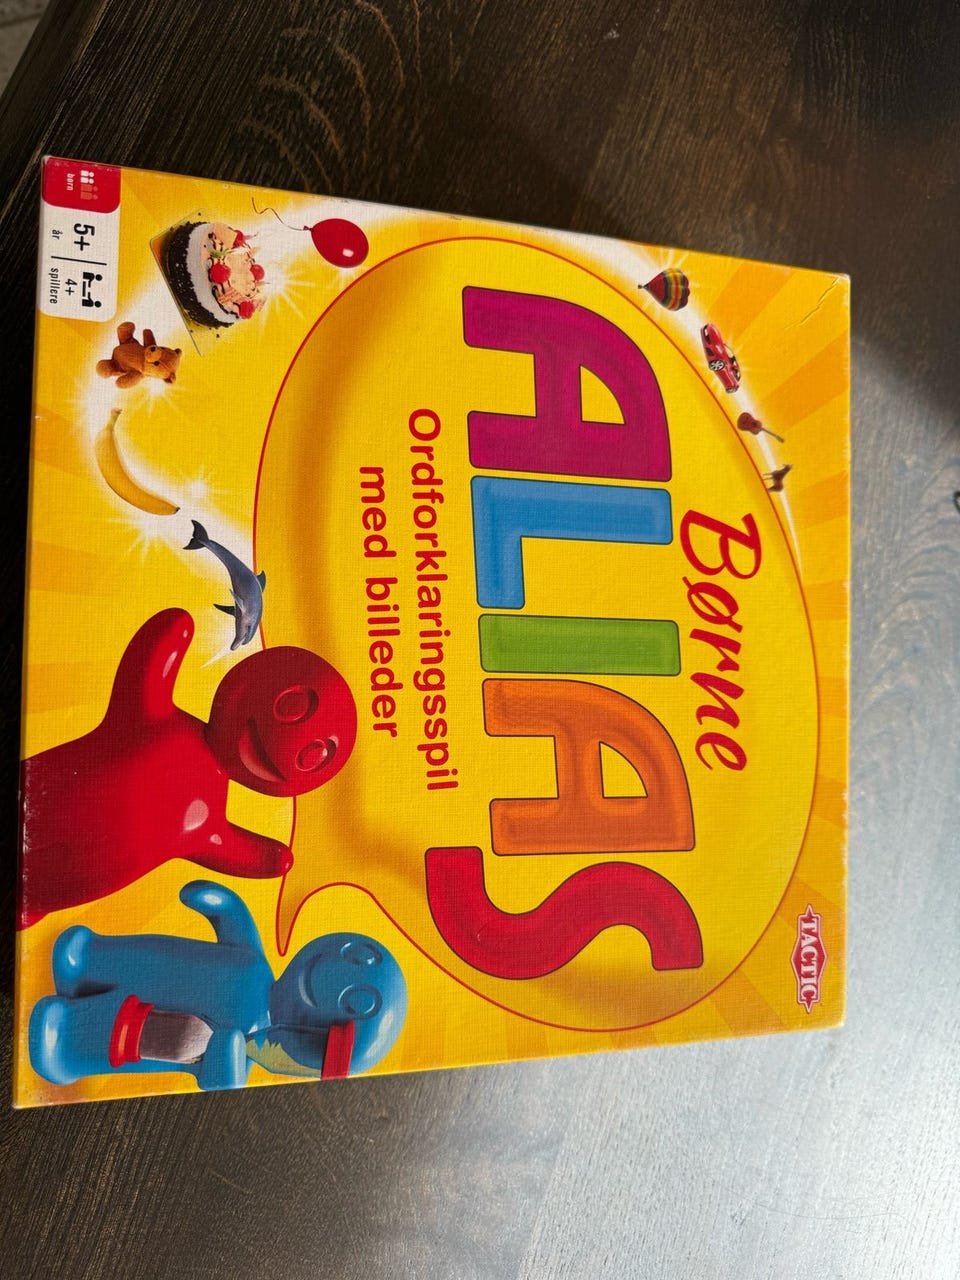 Børne
ALIAS
Ordforklaringsspil
med billeder
TACTIC
børn
5+
år
4+
spillere